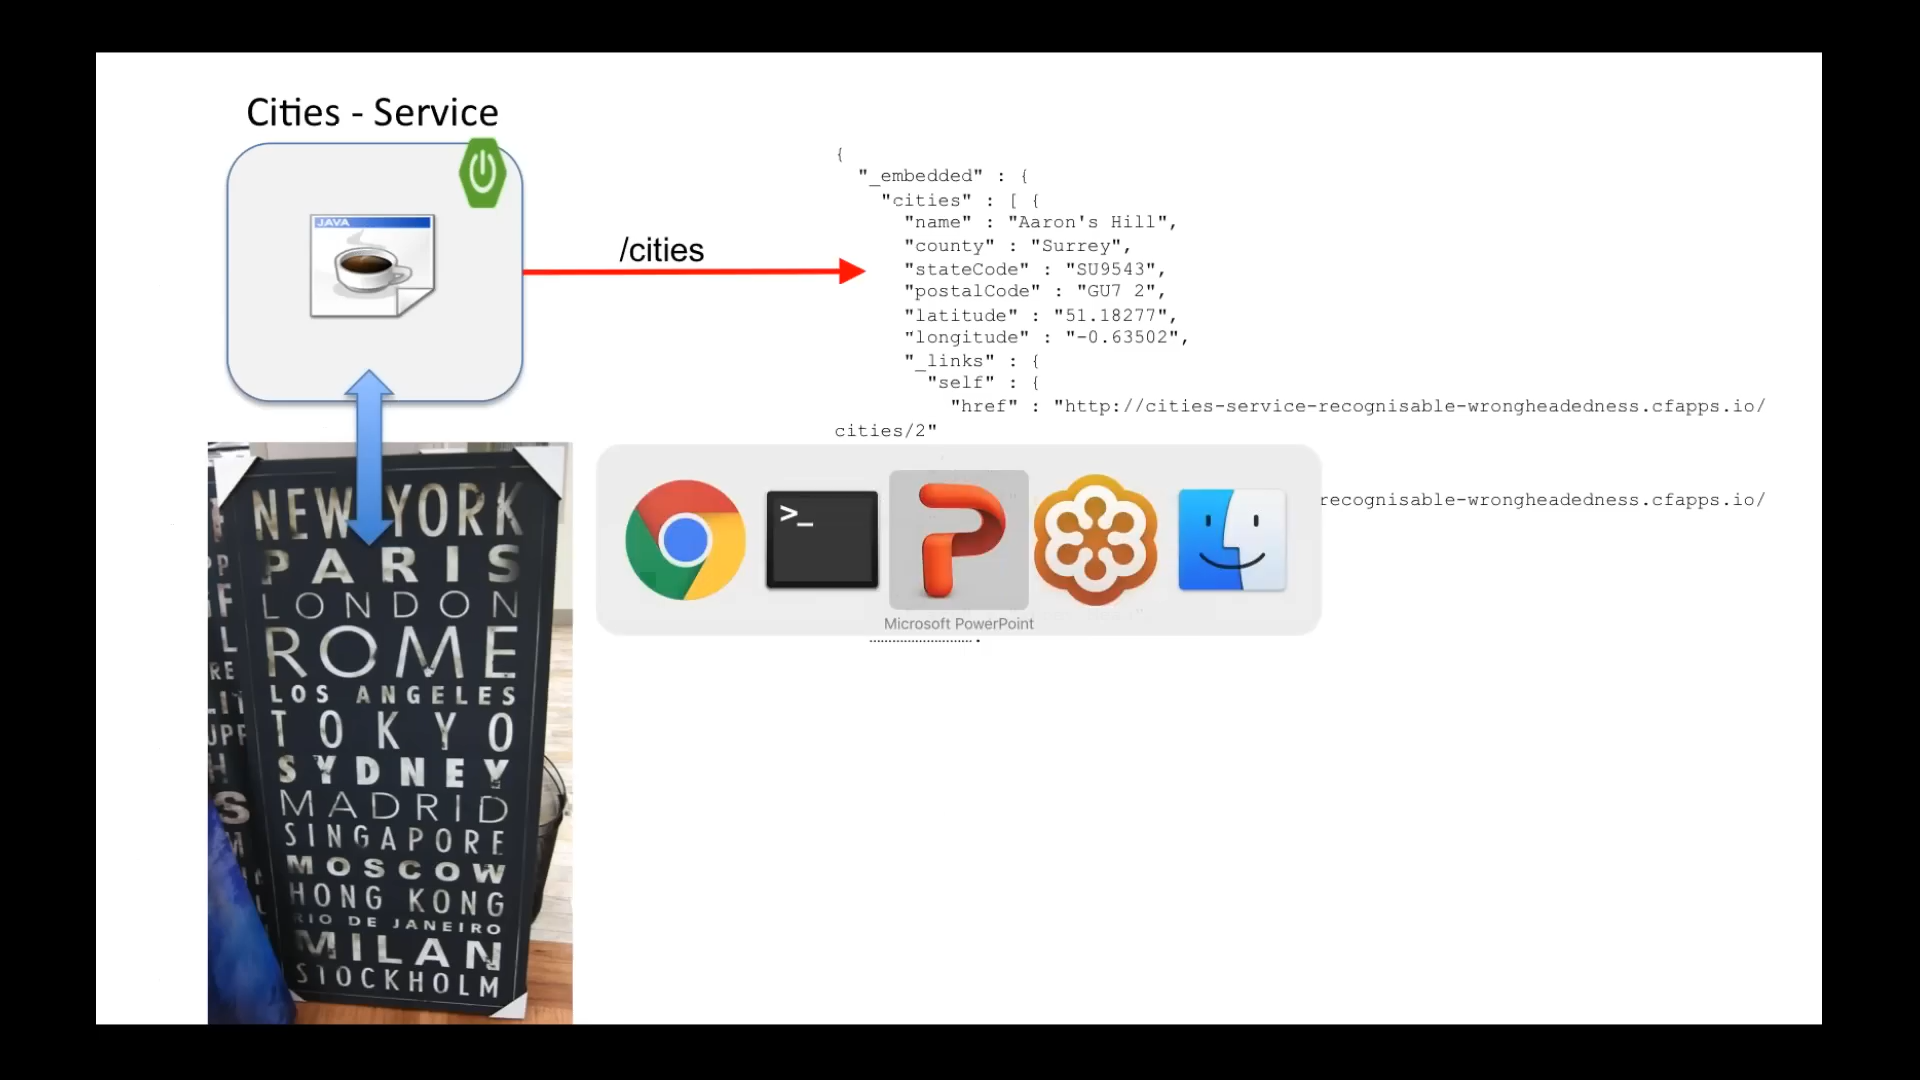 Cities - Service
JAVA
/cities
{
"_embedded" : {
"cities" : [ {
"name" : "Aaron's Hill",
"county" : "Surrey",
"stateCode" : "SU9543",
"postalCode" : "GU7 2",
"latitude" : "51.18277",
"longitude" : "-0.63502",
"_links" : {
"self" : {
"href" : "http://cities-service-recognisable-wrongheadedness.cfapps.io/
cities/2"
recognisable-wrongheadedness.cfapps.io/
>_
Microsoft PowerPoint
NEW YORK
PARIS
LONDON
ROME
LOS ANGELES
TOKYO
SYDNEY
MADRID
SINGAPORE
MOSCOW
HONG KONG
RIO DE JANEIRO
MILAN
STOCKHOLM